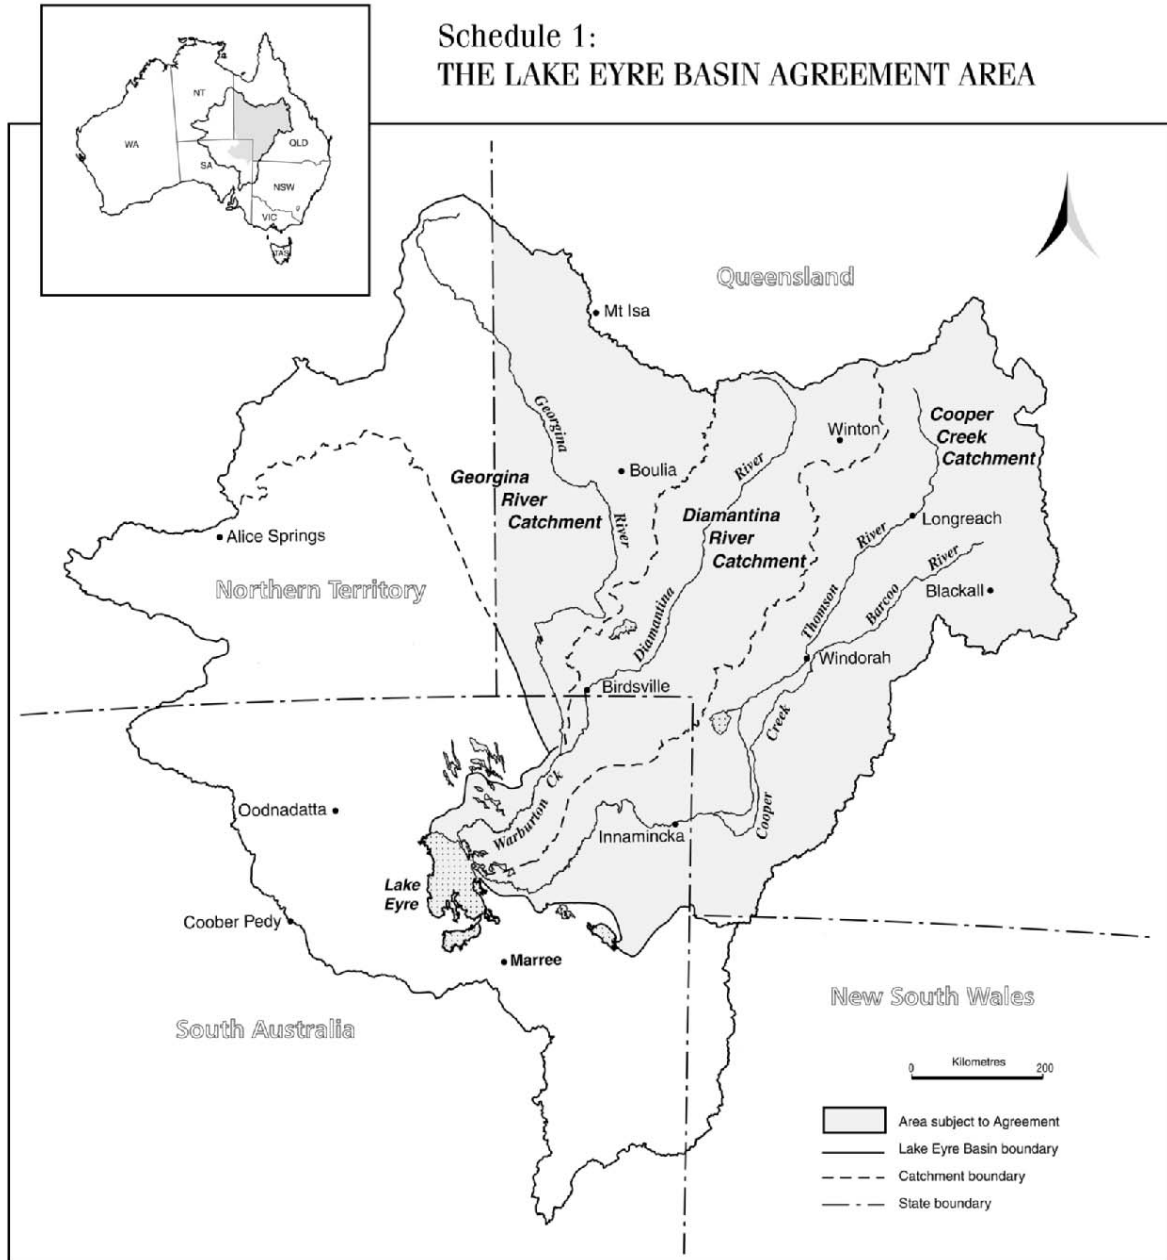 Schedule 1:
THE LAKE EYRE BASIN AGREEMENT AREA
NT
WA
QLD
SA
NSW
VIC
TAS
Queensland
Mt Isa
Georgina
River
Winton
Cooper
Creek
Catchment
River
Boulia
Georgina
River
Catchment
Diamantina
River
Catchment
Longreach
River
River
Alice Springs
Northern Territory
Blackall
Thomson
Barcoo
Diamantina
Windorah
Birdsville
Creek
Warburton Ck
Oodnadatta
Innamincka
Cooper
Lake
Eyre
Coober Pedy
Marree
New South Wales
South Australia
Kilometres
0 200
Area subject to Agreement
Lake Eyre Basin boundary
Catchment boundary
State boundary